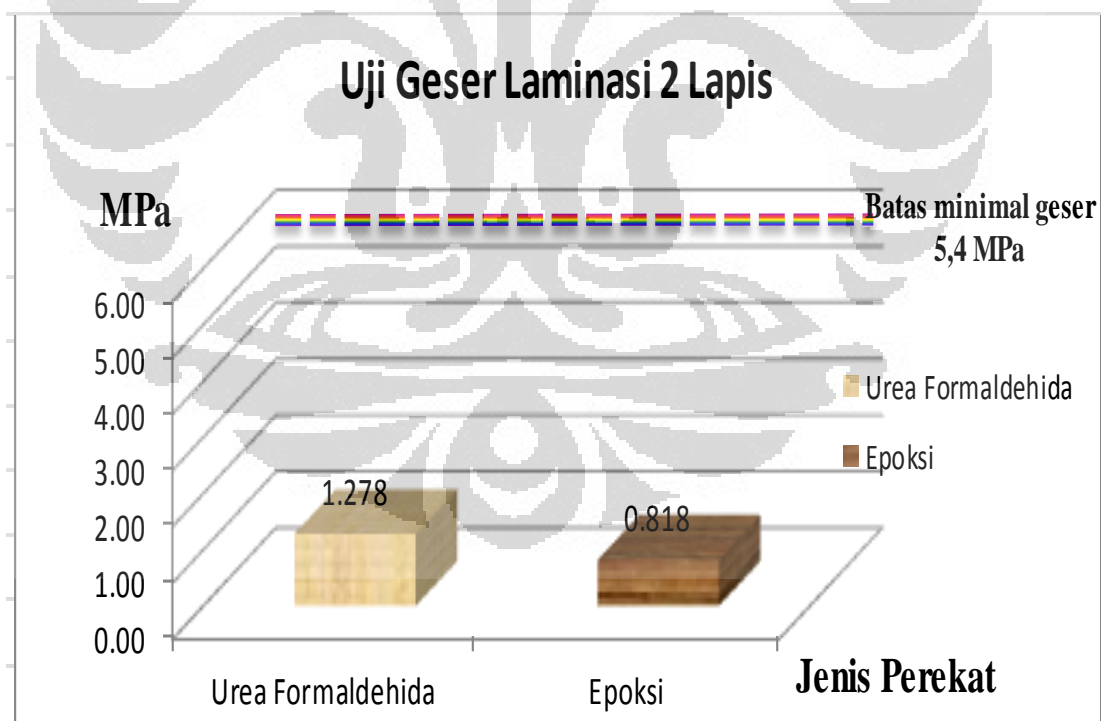 Uji Geser Laminasi 2 Lapis
MPa
Batas minimal geser
5,4 MPa
6.00
5.00
4.00
3.00
2.00
1.00
0.00
1.278
0.818
Urea Formaldehida
Epoksi
Urea Formaldehida
Epoksi
Jenis Perekat